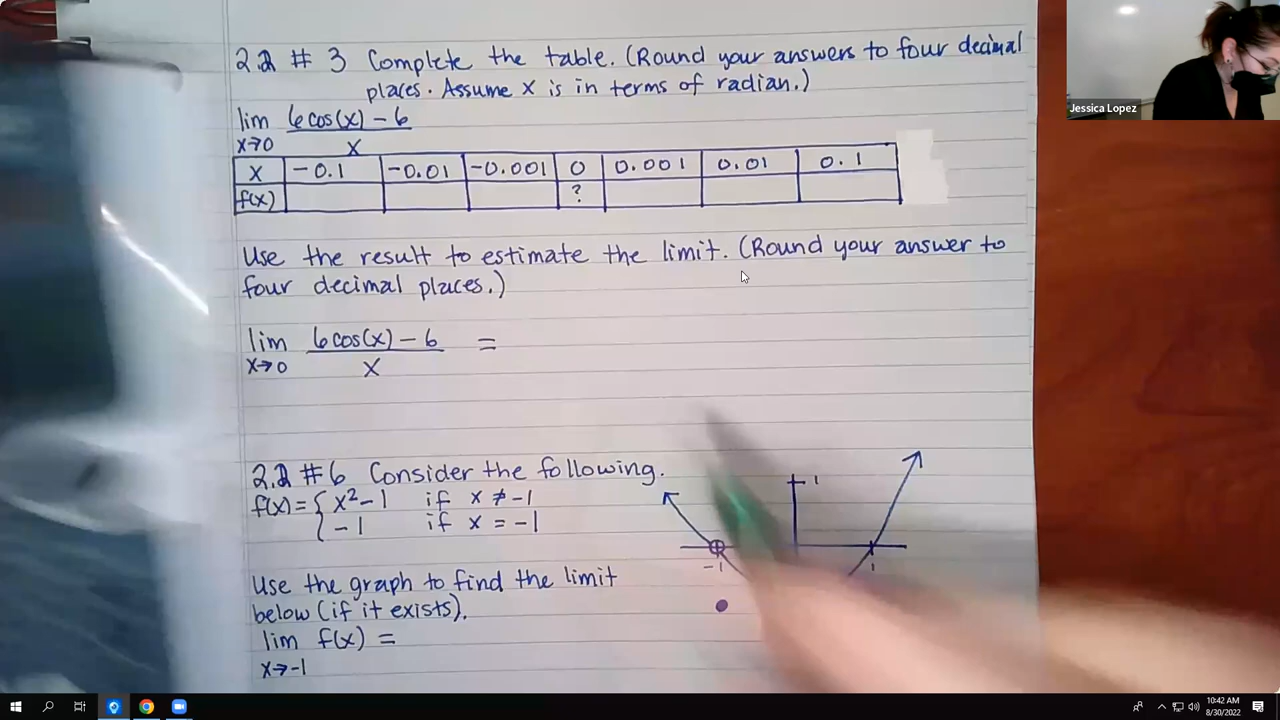 2.2 # 3 Complete the table. (Round your answers to four decimal
places. Assume x is in terms of radian.)
lim 6cos(x) - 6
x→0 x
x -0.1 -0.01 -0.001 0 0.001 0.01 0.1
f(x) ?
Use the result to estimate the limit. (Round your answer to
four decimal places.)
lim 6cos(x) - 6 =
x→0 x
2.2 #6 Consider the following.
f(x) = { x² - 1 if x ≠ -1
-1 if x = -1
1
-1 1
Use the graph to find the limit
below (if it exists).
lim f(x) =
x→-1
Jessica Lopez
10:42 AM
8/30/2022